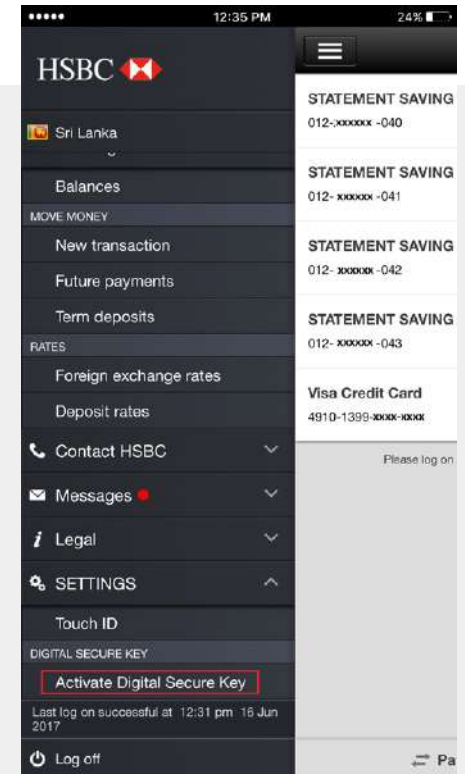 12:35 PM
24%
HSBC
Sri Lanka
Balances
MOVE MONEY
New transaction
Future payments
Term deposits
RATES
Foreign exchange rates
Deposit rates
Contact HSBC
Messages
Legal
SETTINGS
Touch ID
DIGITAL SECURE KEY
Activate Digital Secure Key
Last log on successful at 12:31 pm 16 Jun
2017
Log off
STATEMENT SAVING
012-xxxxxx -040
STATEMENT SAVING
012- xxxxxx -041
STATEMENT SAVING
012- xxxxxx -042
STATEMENT SAVING
012- xxxxxx -043
Visa Credit Card
4910-1399-xxxx-xxxx
Please log on
Pa